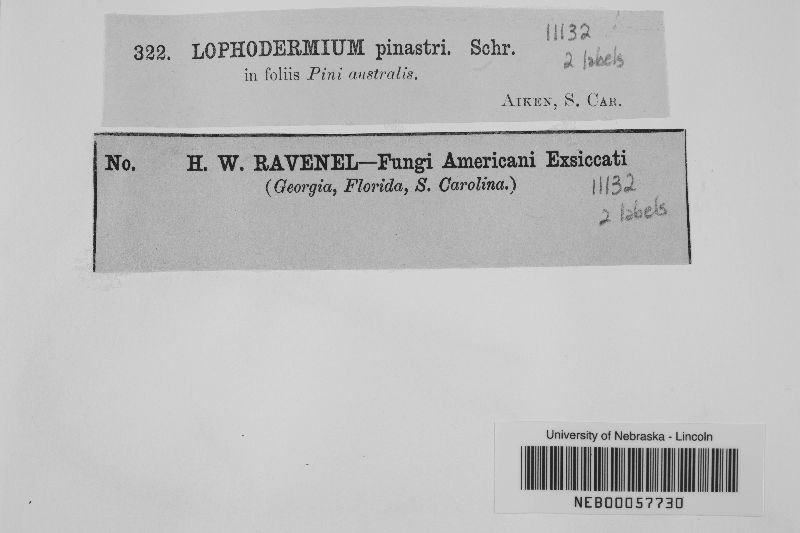 322. LOPHODERMIUM pinastri. Schr.
11132
2 labels
in foliis Pini australis.
AIKEN, S. CAR.
No. H. W. RAVENEL—Fungi Americani Exsiccati
(Georgia, Florida, S. Carolina.)
11132
2 labels
University of Nebraska - Lincoln
NEB00057730